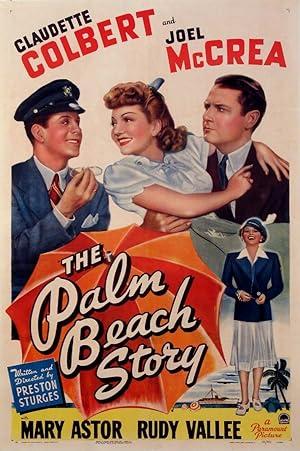 CLAUDETTE
COLBERT
and
JOEL
McCREA
THE
Palm
Beach
Story
Written and
Directed by
PRESTON
STURGES
with
MARY ASTOR RUDY VALLEE
A
Paramount
Picture